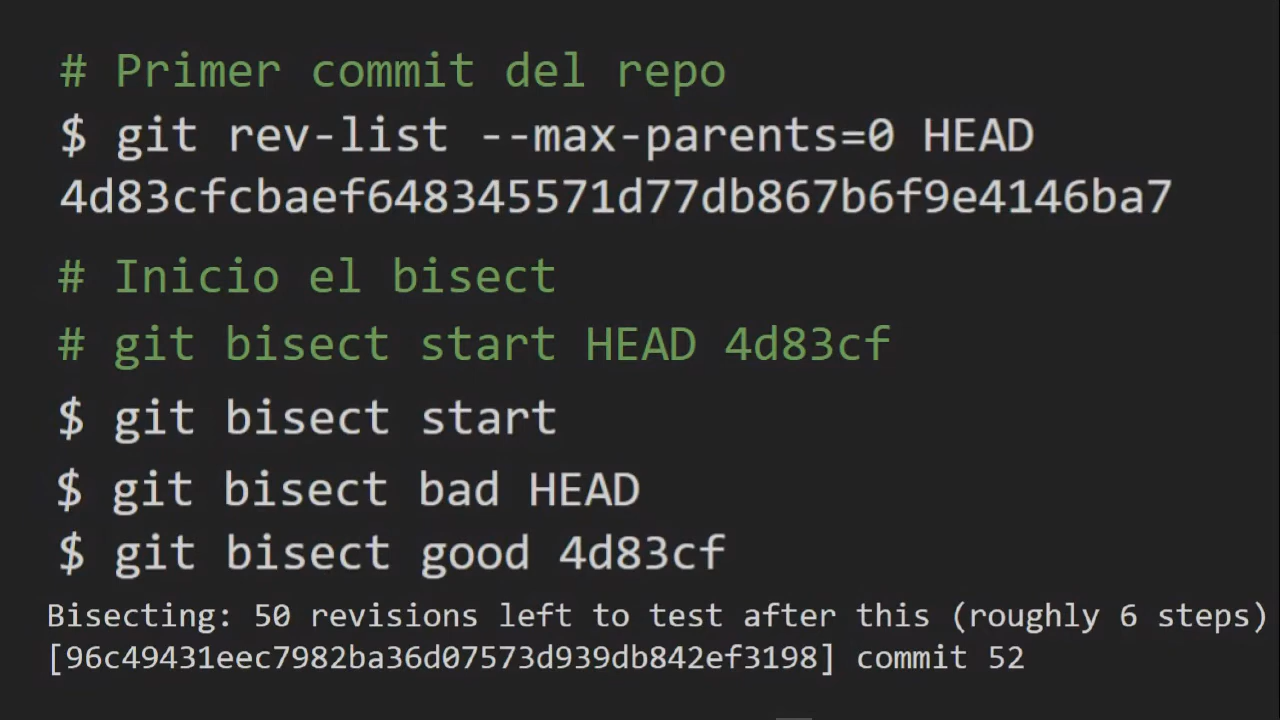 # Primer commit del repo
$ git rev-list --max-parents=0 HEAD
4d83cfcbaef648345571d77db867b6f9e4146ba7
# Inicio el bisect
# git bisect start HEAD 4d83cf
$ git bisect start
$ git bisect bad HEAD
$ git bisect good 4d83cf
Bisecting: 50 revisions left to test after this (roughly 6 steps)
[96c49431eec7982ba36d07573d939db842ef3198] commit 52